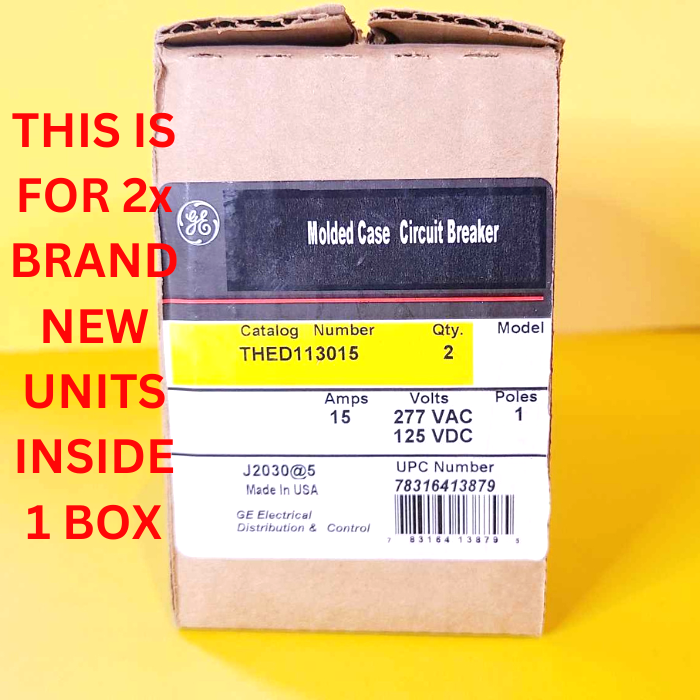 THIS IS
FOR 2x
BRAND
NEW
UNITS
INSIDE
1 BOX
GE
Molded Case Circuit Breaker
Catalog Number Qty. Model
THED113015 2
Amps Volts Poles
15 277 VAC 1
125 VDC
J2030@5 UPC Number
Made In USA 78316413879
GE Electrical
Distribution & Control
7 83164 13879 5